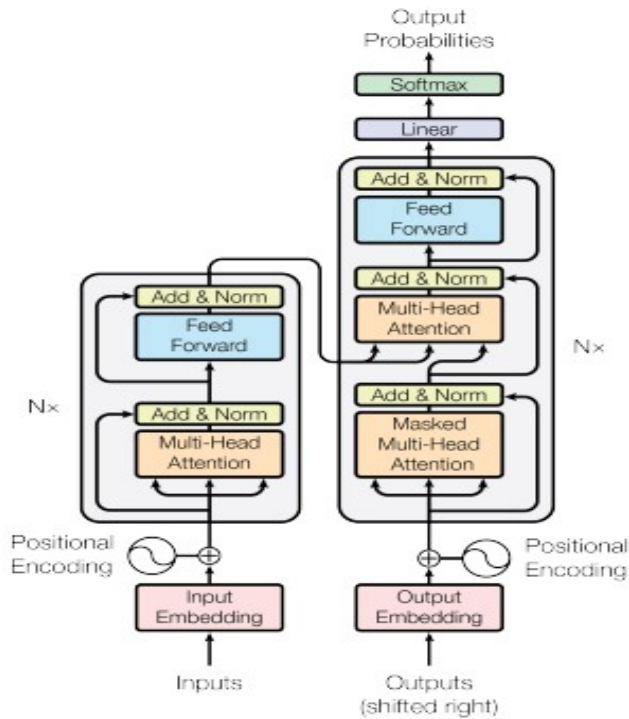 Output
Probabilities
Softmax
Linear
Add & Norm
Feed
Forward
Add & Norm
Multi-Head
Attention
Nx
Add & Norm
Masked
Multi-Head
Attention
Add & Norm
Feed
Forward
Nx
Add & Norm
Multi-Head
Attention
Positional
Encoding
Positional
Encoding
Input
Embedding
Output
Embedding
Inputs
Outputs
(shifted right)